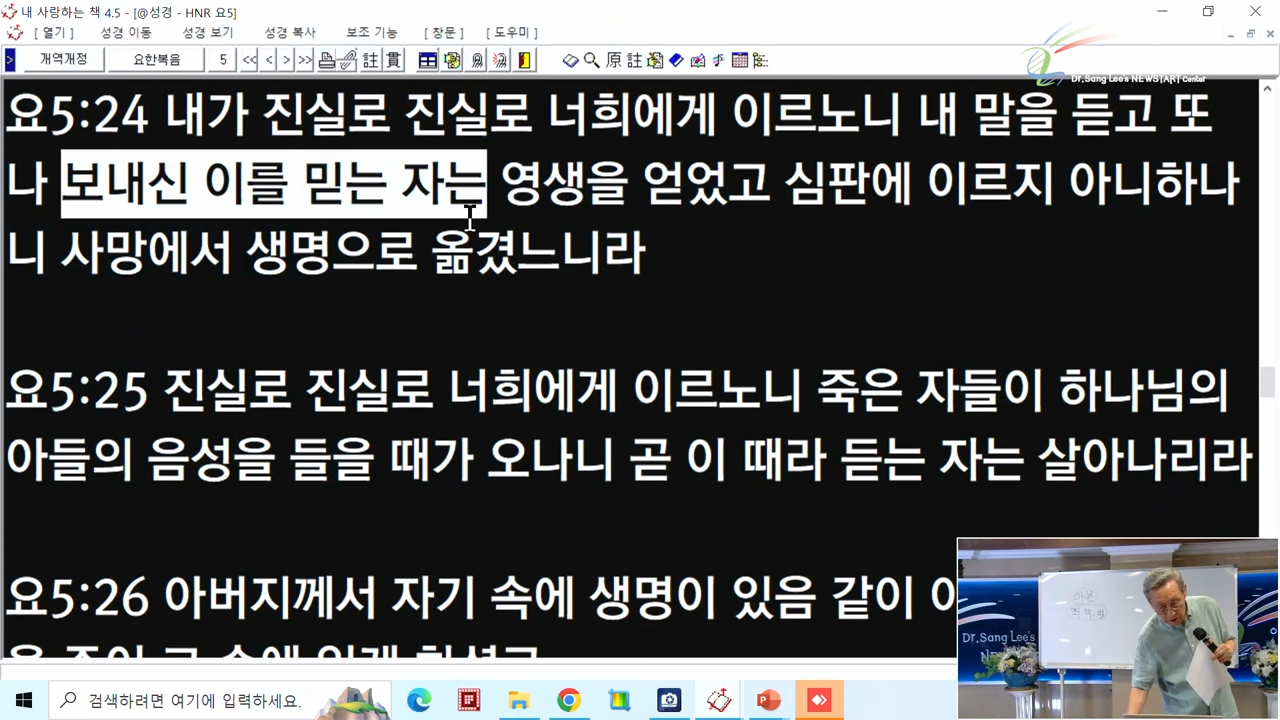 내 사랑하는 책 4.5 - [@성경 - HNR 요5]
[ 열기 ] 성경 이동 성경 보기 성경 복사 보조 기능 [ 창문 ] [ 도우미 ]
> 개역개정 요한복음 5 << < > >> 註 貫 原 註
Dr.Sang Lee's NEWSTART Center
요5:24 내가 진실로 진실로 너희에게 이르노니 내 말을 듣고 또
나 보내신 이를 믿는 자는 영생을 얻었고 심판에 이르지 아니하나
니 사망에서 생명으로 옮겼느니라
요5:25 진실로 진실로 너희에게 이르노니 죽은 자들이 하나님의
아들의 음성을 들을 때가 오나니 곧 이 때라 듣는 자는 살아나리라
요5:26 아버지께서 자기 속에 생명이 있음 같이 아
Dr.Sang Lee's
검색하려면 여기에 입력하세요.